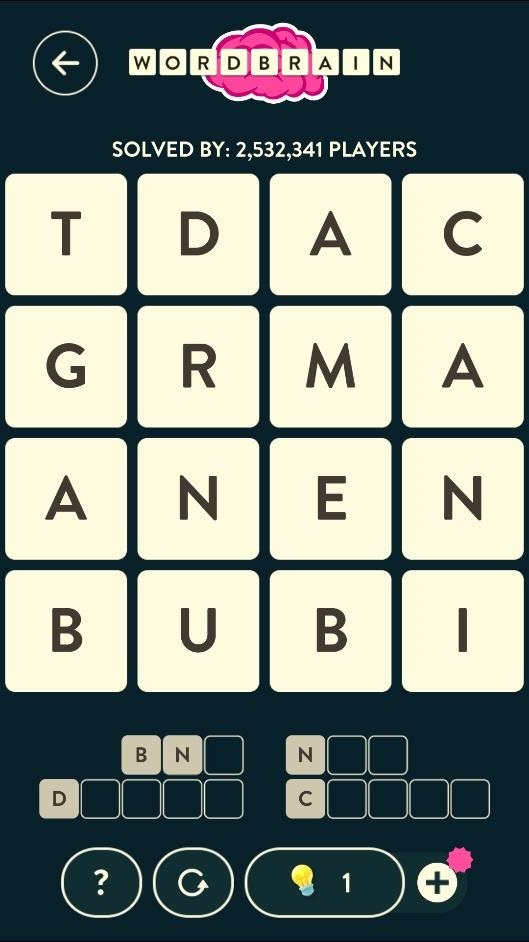 WORDBRAIN
SOLVED BY: 2,532,341 PLAYERS
T D A C
G R M A
A N E N
B U B I
B N N
D C
? 1 +